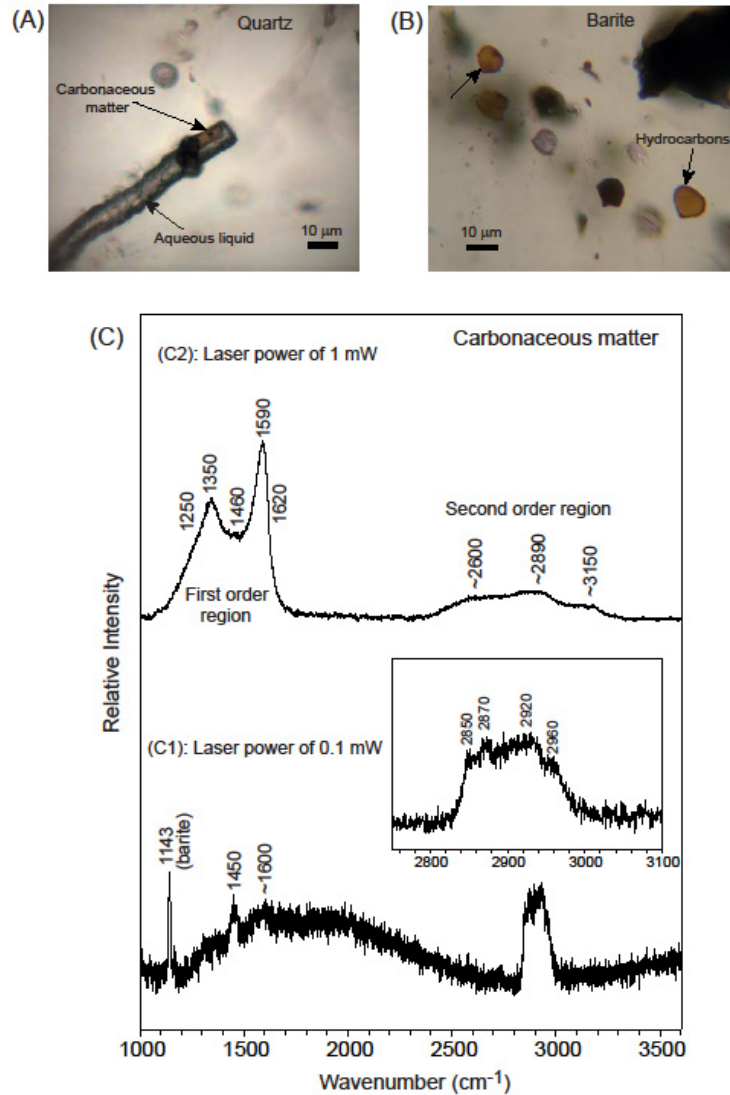 (A)
Quartz
Carbonaceous
matter
Aqueous liquid
10 μm
(B)
Barite
Hydrocarbons
10 μm
(C)
(C2): Laser power of 1 mW
Carbonaceous matter
1250
1350
1460
1590
1620
First order
region
Second order region
~2600
~2890
~3150
Relative Intensity
(C1): Laser power of 0.1 mW
2850
2870
2920
2960
2800 2900 3000 3100
1143
(barite)
1450
~1600
1000 1500 2000 2500 3000 3500
Wavenumber (cm⁻¹)